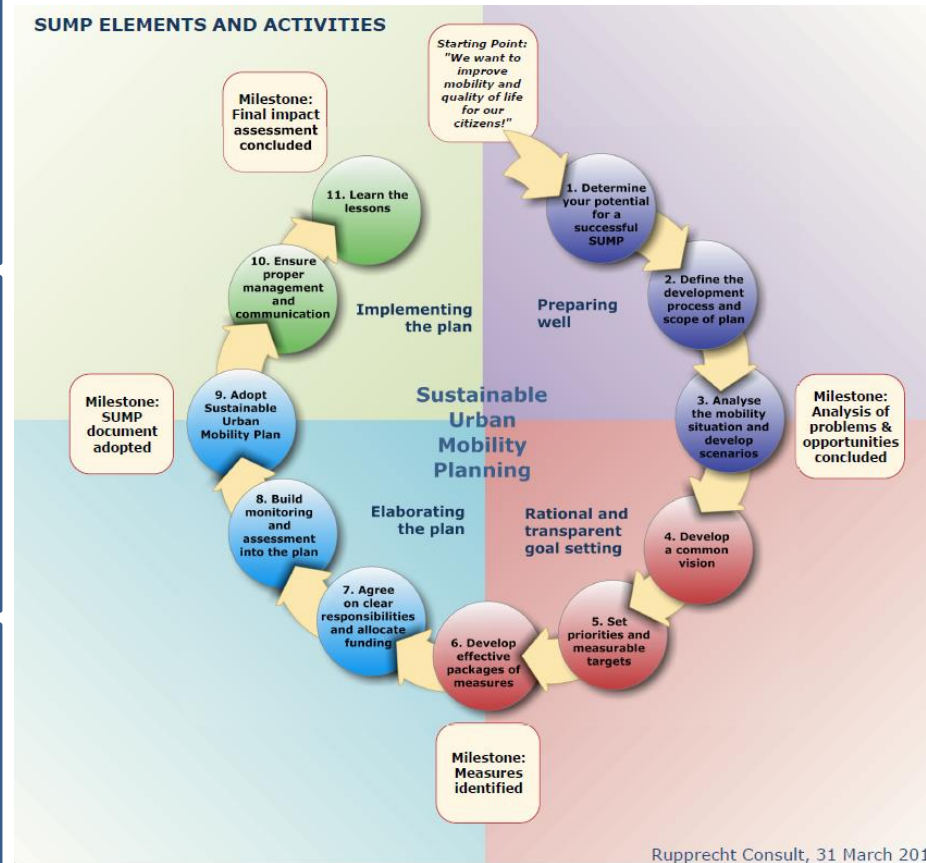 SUMP ELEMENTS AND ACTIVITIES
Starting Point:
"We want to
improve
mobility and
quality of life
for our
citizens!"
Milestone:
Final impact
assessment
concluded
11. Learn the
lessons
1. Determine
your potential
for a
successful
SUMP
10. Ensure
proper
management
and
communication
2. Define the
development
process and
scope of plan
Implementing
the plan
Preparing
well
Milestone:
SUMP
document
adopted
9. Adopt
Sustainable
Urban
Mobility Plan
Sustainable
Urban
Mobility
Planning
3. Analyse
the mobility
situation and
develop
scenarios
Milestone:
Analysis of
problems &
opportunities
concluded
8. Build
monitoring
and
assessment
into the plan
Elaborating
the plan
Rational and
transparent
goal setting
4. Develop
a common
vision
7. Agree
on clear
responsibilities
and allocate
funding
6. Develop
effective
packages of
measures
5. Set
priorities and
measurable
targets
Milestone:
Measures
identified
Rupprecht Consult, 31 March 201